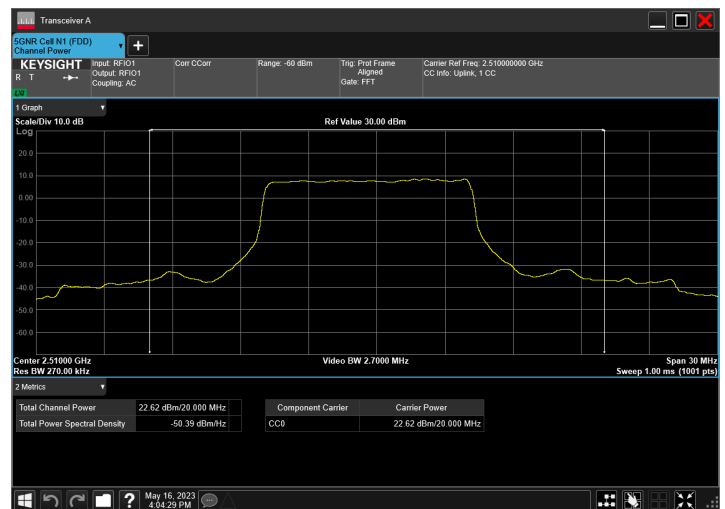 Transceiver A
5GNR Cell N1 (FDD)
Channel Power
KEYSIGHT
R T
LXI
Input: RFIO1
Output: RFIO1
Coupling: AC
Corr CCorr
Range: -60 dBm
Trig: Prot Frame
Aligned
Gate: FFT
Carrier Ref Freq: 2.510000000 GHz
CC Info: Uplink, 1 CC
1 Graph
Scale/Div 10.0 dB
Ref Value 30.00 dBm
Log
20.0
10.0
0.00
-10.0
-20.0
-30.0
-40.0
-50.0
-60.0
Center 2.51000 GHz
Video BW 2.7000 MHz
Span 30 MHz
Res BW 270.00 kHz
Sweep 1.00 ms (1001 pts)
2 Metrics
Total Channel Power 22.62 dBm/20.000 MHz
Total Power Spectral Density -50.39 dBm/Hz
Component Carrier Carrier Power
CC0 22.62 dBm/20.000 MHz
?
May 16, 2023
4:04:29 PM